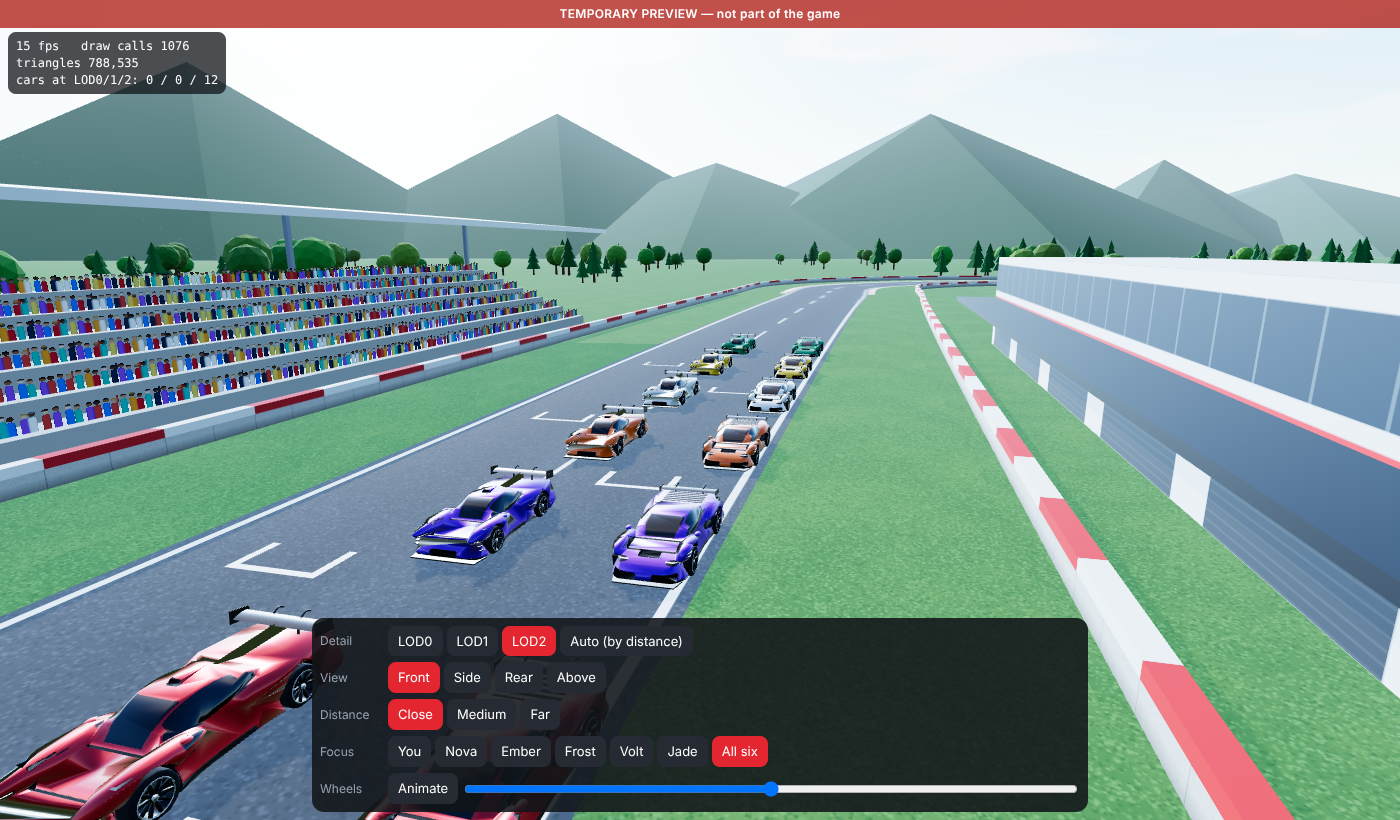 TEMPORARY PREVIEW — not part of the game
15 fps   draw calls 1076
triangles 788,535
cars at LOD0/1/2: 0 / 0 / 12
Detail LOD0 LOD1 LOD2 Auto (by distance)
View Front Side Rear Above
Distance Close Medium Far
Focus You Nova Ember Frost Volt Jade All six
Wheels Animate